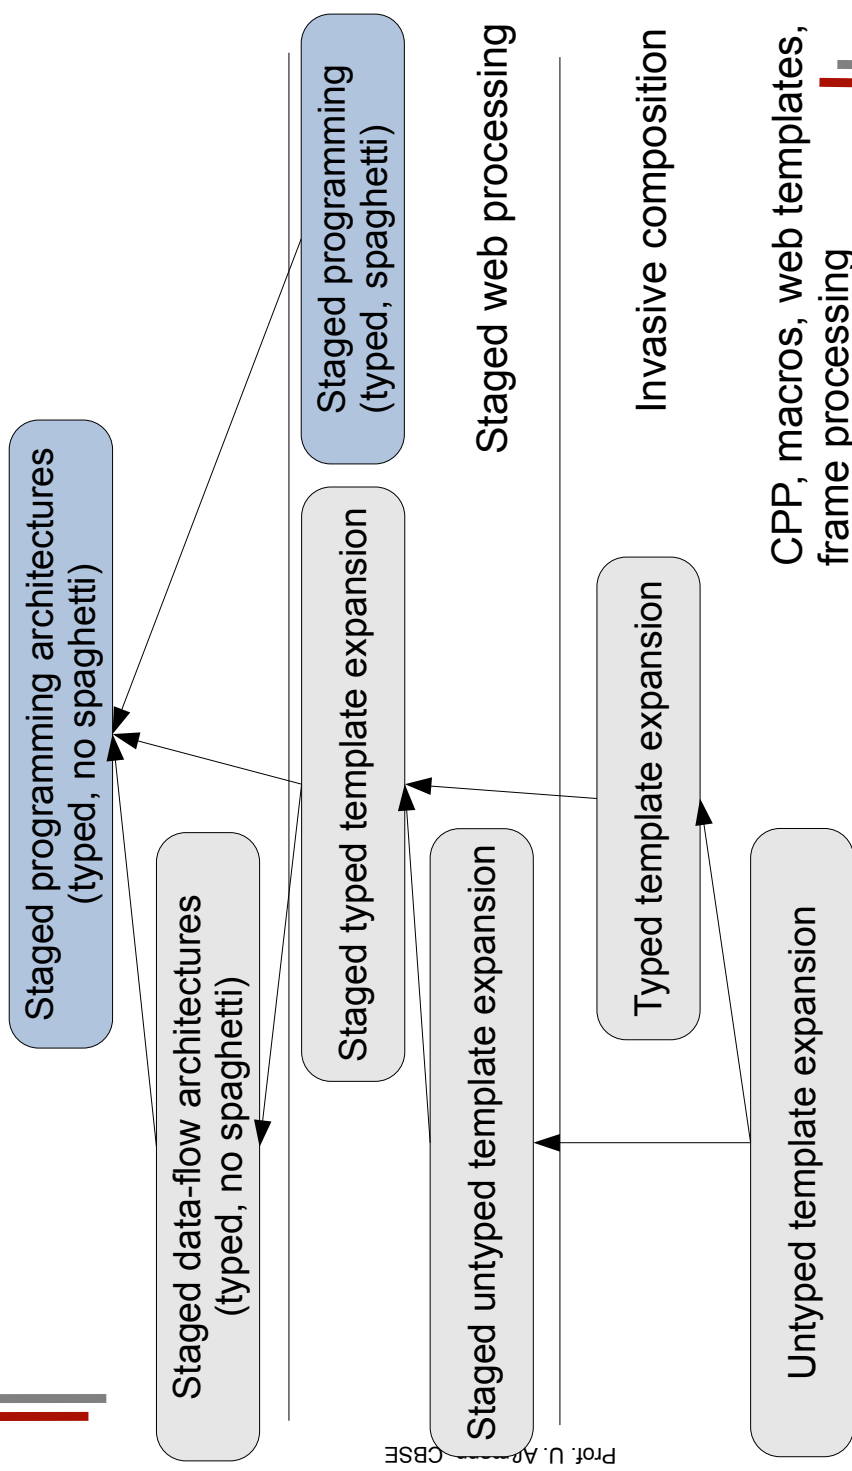 Staged programming architectures
(typed, no spaghetti)
Staged data-flow architectures
(typed, no spaghetti)
Staged typed template expansion
Staged programming
(typed, spaghetti)
Staged untyped template expansion
Staged web processing
Typed template expansion
Invasive composition
Untyped template expansion
CPP, macros, web templates,
frame processing
Prof. U. Aßmann, CBSE